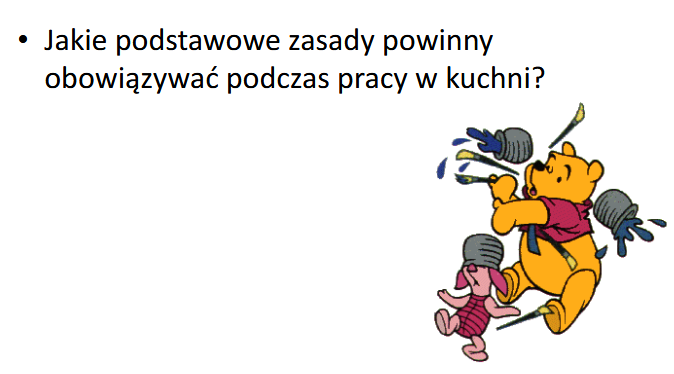 • Jakie podstawowe zasady powinny
obowiązywać podczas pracy w kuchni?